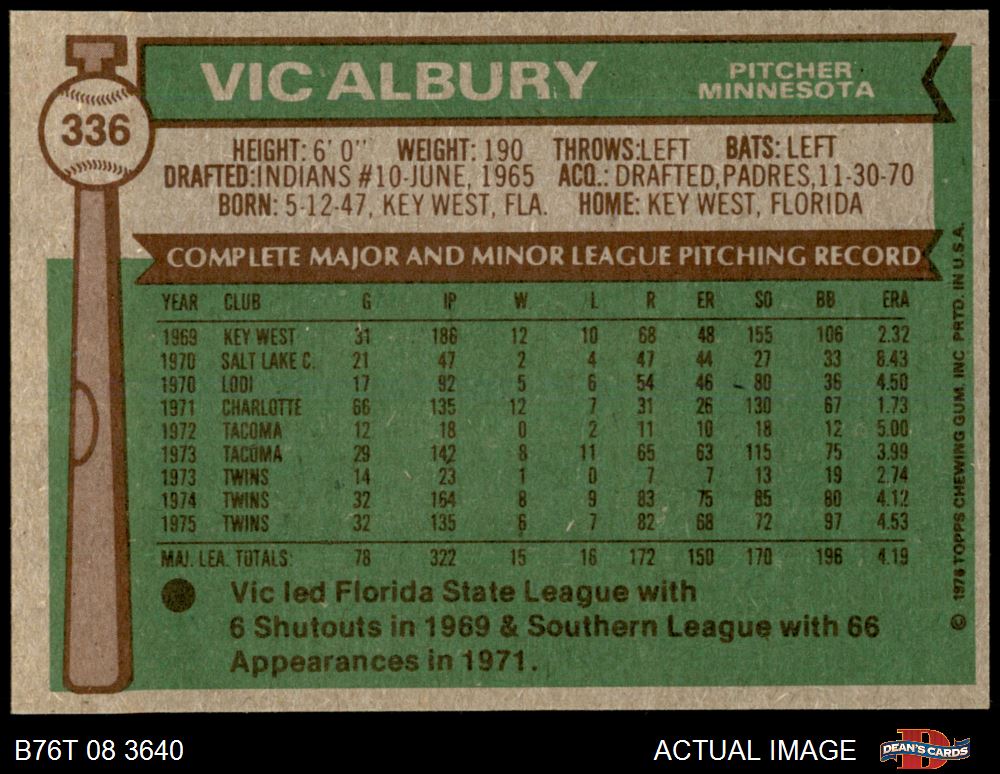 336
VIC ALBURY
PITCHER
MINNESOTA
HEIGHT: 6' 0" WEIGHT: 190 THROWS:LEFT BATS: LEFT
DRAFTED:INDIANS #10-JUNE, 1965 ACQ.: DRAFTED,PADRES,11-30-70
BORN: 5-12-47, KEY WEST, FLA. HOME: KEY WEST, FLORIDA
COMPLETE MAJOR AND MINOR LEAGUE PITCHING RECORD
YEAR CLUB G IP W L R ER SO BB ERA
1969 KEY WEST 31 186 12 10 68 48 155 106 2.32
1970 SALT LAKE C. 21 47 2 4 47 44 27 33 8.43
1970 LODI 17 92 5 6 54 46 80 36 4.50
1971 CHARLOTTE 66 135 12 7 31 26 130 67 1.73
1972 TACOMA 12 18 0 2 11 10 18 12 5.00
1973 TACOMA 29 142 8 11 65 63 115 75 3.99
1973 TWINS 14 23 1 0 7 7 13 19 2.74
1974 TWINS 32 164 8 9 83 75 85 80 4.12
1975 TWINS 32 135 6 7 82 68 72 97 4.53
MAJ. LEA. TOTALS: 78 322 15 16 172 150 170 196 4.19
Vic led Florida State League with
6 Shutouts in 1969 & Southern League with 66
Appearances in 1971.
© 1976 TOPPS CHEWING GUM, INC. PRTD. IN U.S.A.
B76T 08 3640
ACTUAL IMAGE
DEAN'S CARDS